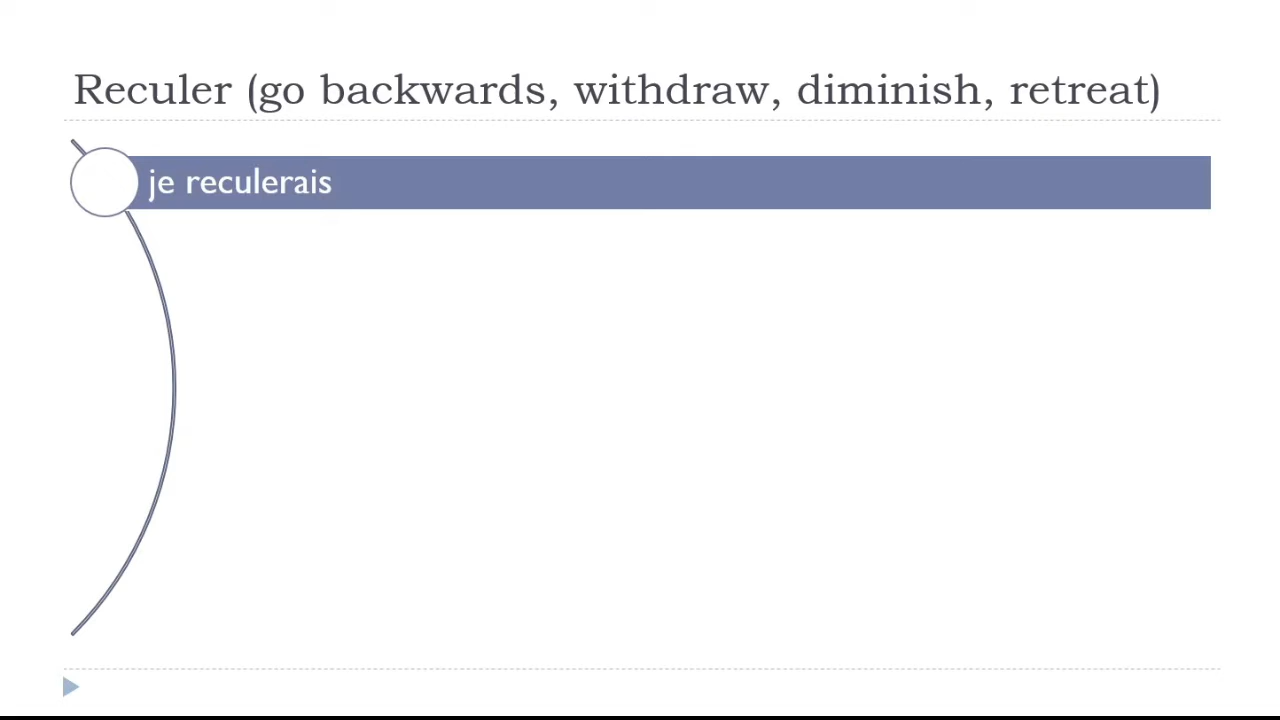 Reculer (go backwards, withdraw, diminish, retreat)
je reculerais